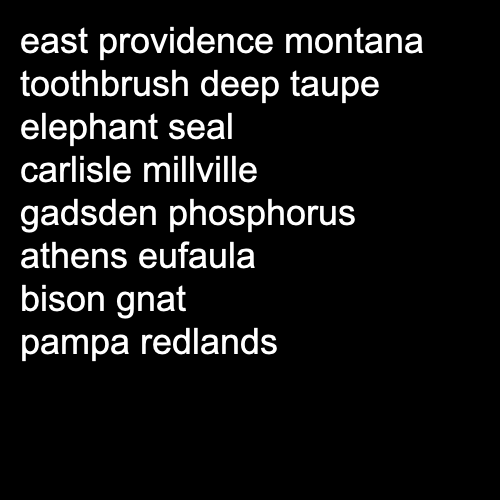 east providence montana
toothbrush deep taupe
elephant seal
carlisle millville
gadsden phosphorus
athens eufaula
bison gnat
pampa redlands